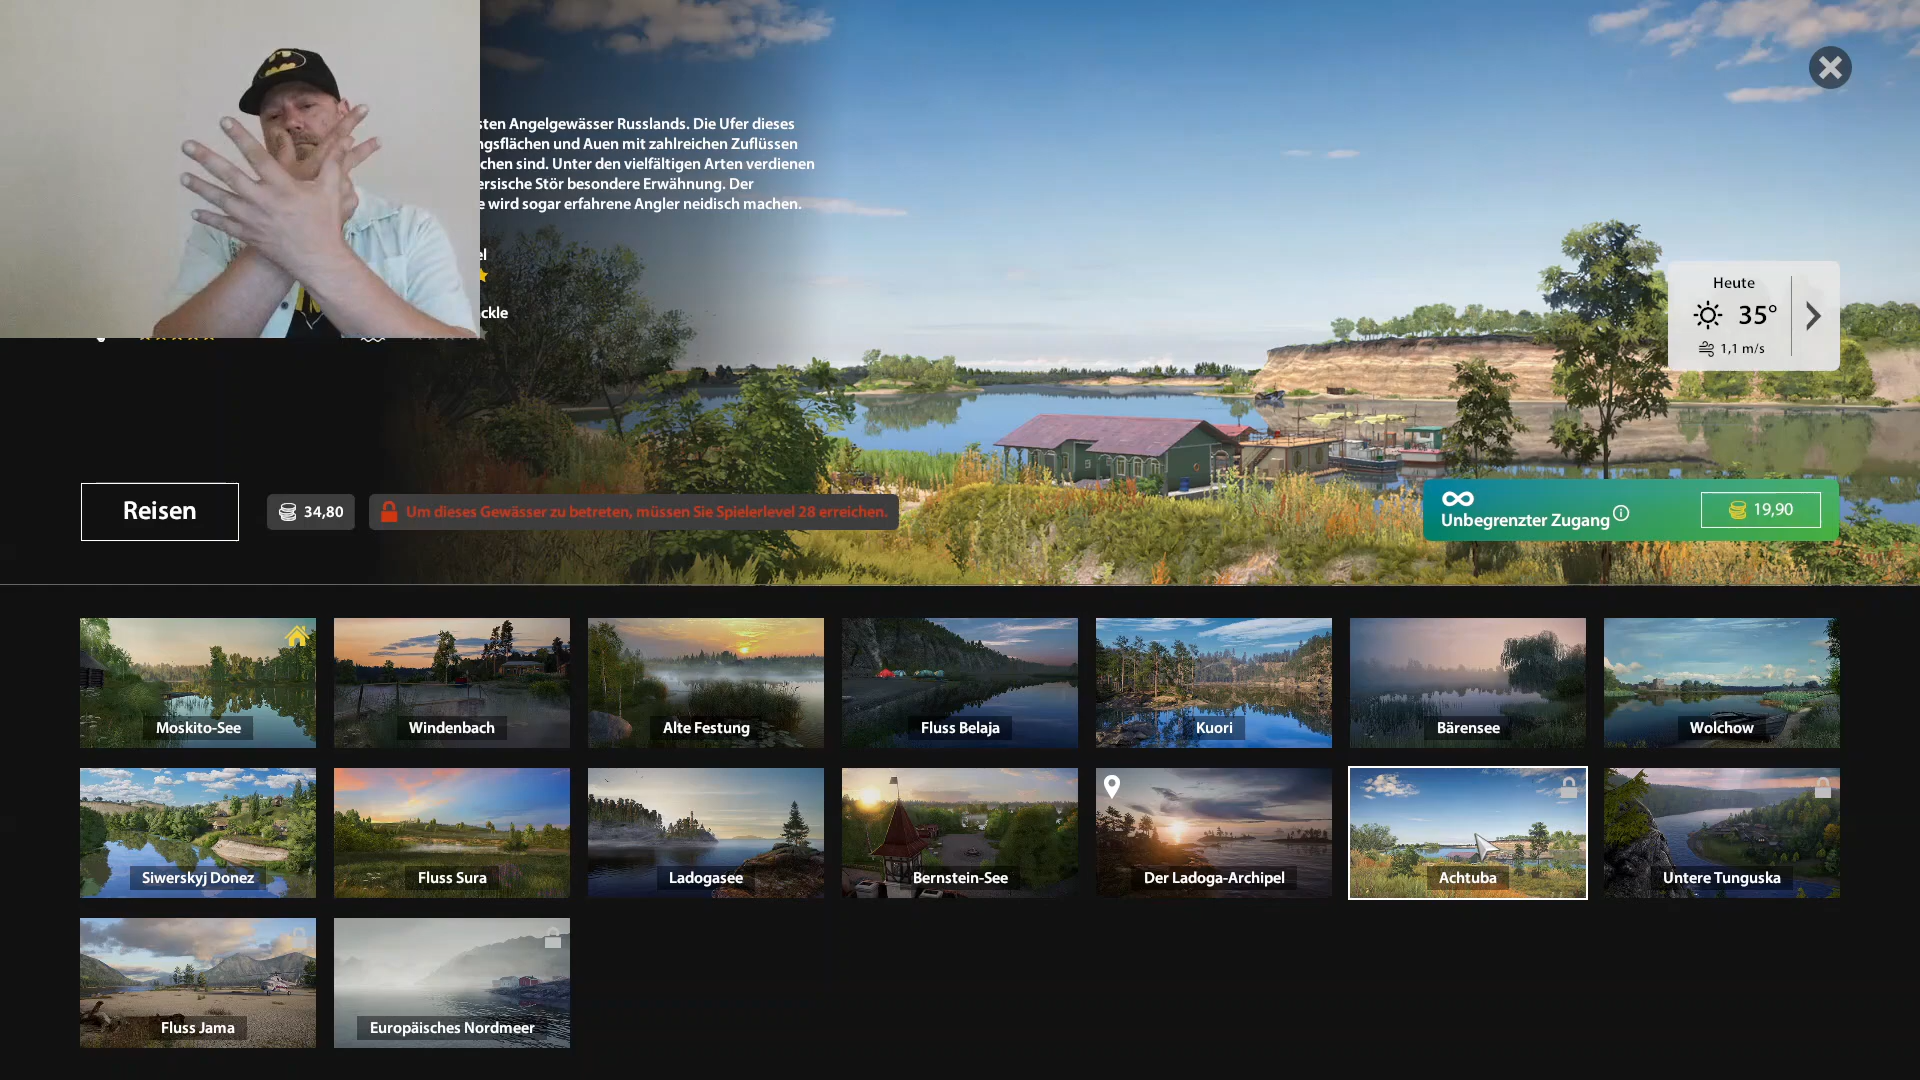 sten Angelgewässer Russlands. Die Ufer dieses
ngsflächen und Auen mit zahlreichen Zuflüssen
chen sind. Unter den vielfältigen Arten verdienen
ersische Stör besondere Erwähnung. Der
e wird sogar erfahrene Angler neidisch machen.
el
ckle
Heute
35°
1,1 m/s
Reisen
34,80
Um dieses Gewässer zu betreten, müssen Sie Spielerlevel 28 erreichen.
Unbegrenzter Zugang
19,90
Moskito-See
Windenbach
Alte Festung
Fluss Belaja
Kuori
Bärensee
Wolchow
Siwerskyj Donez
Fluss Sura
Ladogasee
Bernstein-See
Der Ladoga-Archipel
Achtuba
Untere Tunguska
Fluss Jama
Europäisches Nordmeer